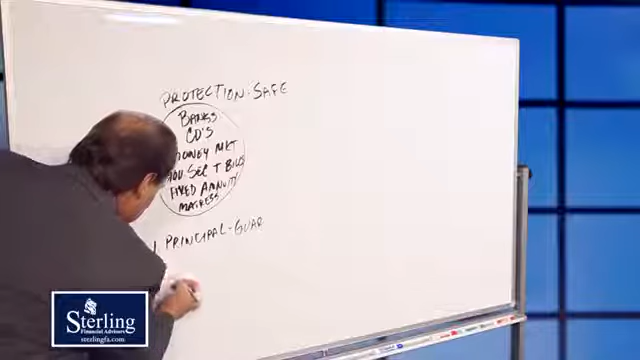 PROTECTION-SAFE
BANKS
CD'S
MONEY MKT
GOV SEC T BILLS
FIXED ANNUITY
MATRESS
1. PRINCIPAL-GUAR
Sterling
Financial Advisors
sterlingfa.com